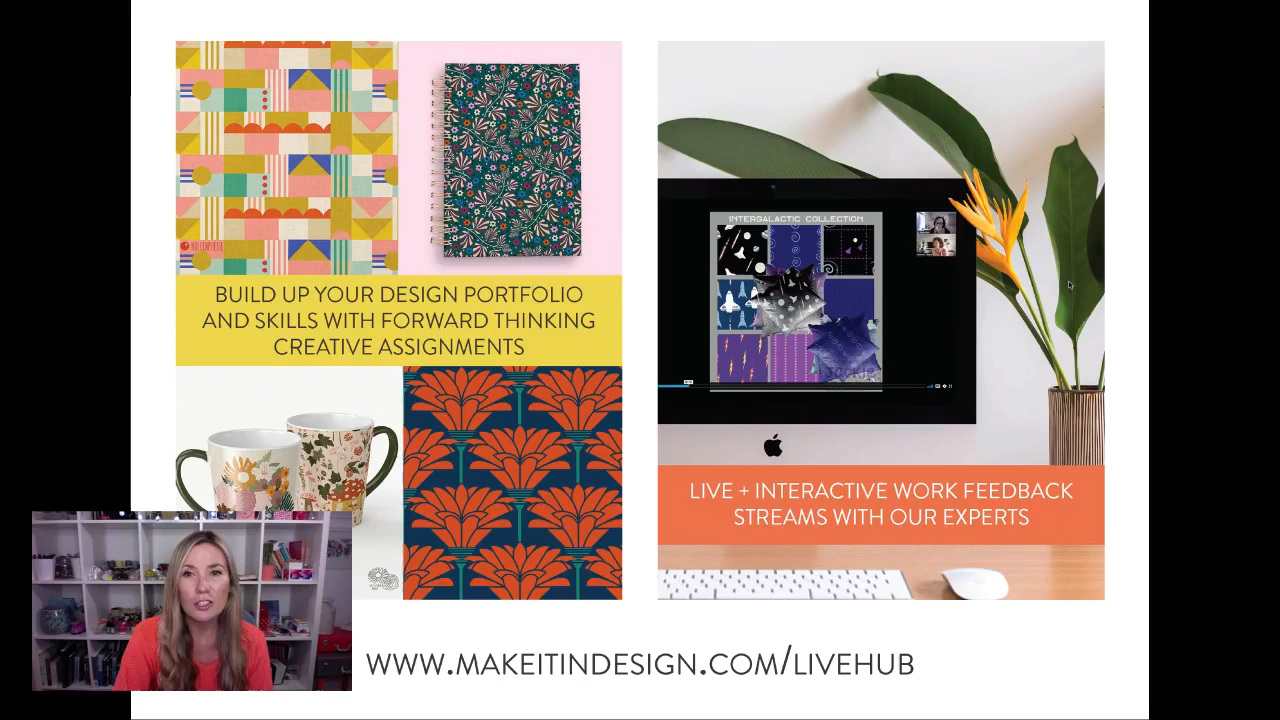 BUILD UP YOUR DESIGN PORTFOLIO
AND SKILLS WITH FORWARD THINKING
CREATIVE ASSIGNMENTS
INTERGALACTIC COLLECTION
LIVE + INTERACTIVE WORK FEEDBACK
STREAMS WITH OUR EXPERTS
WWW.MAKEITINDESIGN.COM/LIVEHUB